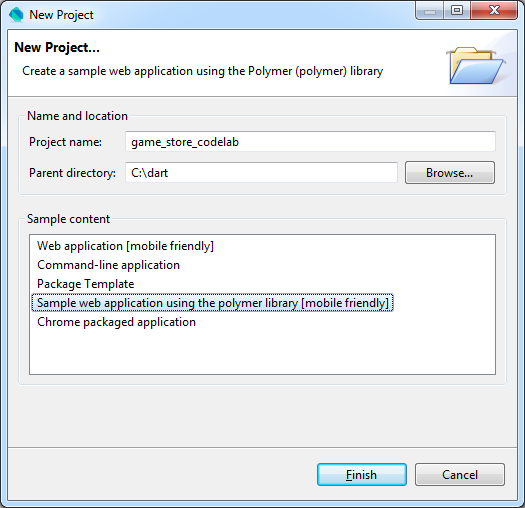 New Project
New Project...
Create a sample web application using the Polymer (polymer) library
Name and location
Project name: game_store_codelab
Parent directory: C:\dart Browse...
Sample content
Web application [mobile friendly]
Command-line application
Package Template
Sample web application using the polymer library [mobile friendly]
Chrome packaged application
Finish Cancel